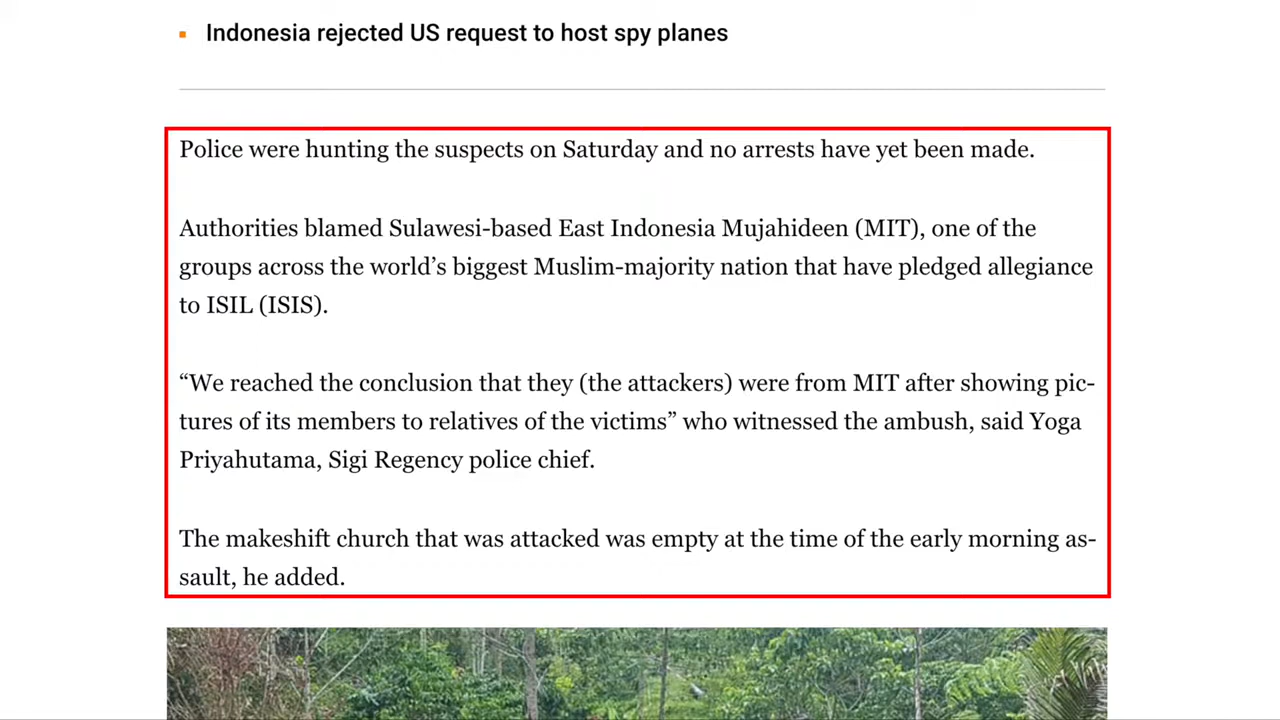 Indonesia rejected US request to host spy planes
Police were hunting the suspects on Saturday and no arrests have yet been made.
Authorities blamed Sulawesi-based East Indonesia Mujahideen (MIT), one of the
groups across the world’s biggest Muslim-majority nation that have pledged allegiance
to ISIL (ISIS).
“We reached the conclusion that they (the attackers) were from MIT after showing pic-
tures of its members to relatives of the victims” who witnessed the ambush, said Yoga
Priyahutama, Sigi Regency police chief.
The makeshift church that was attacked was empty at the time of the early morning as-
sault, he added.